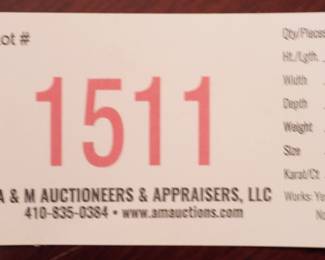 ot #
1511
A & M AUCTIONEERS & APPRAISERS, LLC
410-835-0384 • www.amauctions.com
Qty/Pieces
Ht./Lgth.
Width
Depth
Weight
Size
Karat/Ct
Works: Ye
No